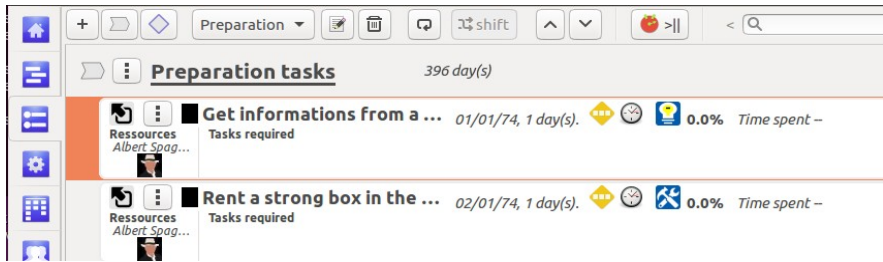 + Preparation shift >|| <
Preparation tasks 396 day(s)
Get informations from a ... 01/01/74, 1 day(s). 0.0% Time spent --
Ressources Tasks required
Albert Spag...
Rent a strong box in the ... 02/01/74, 1 day(s). 0.0% Time spent --
Ressources Tasks required
Albert Spag...